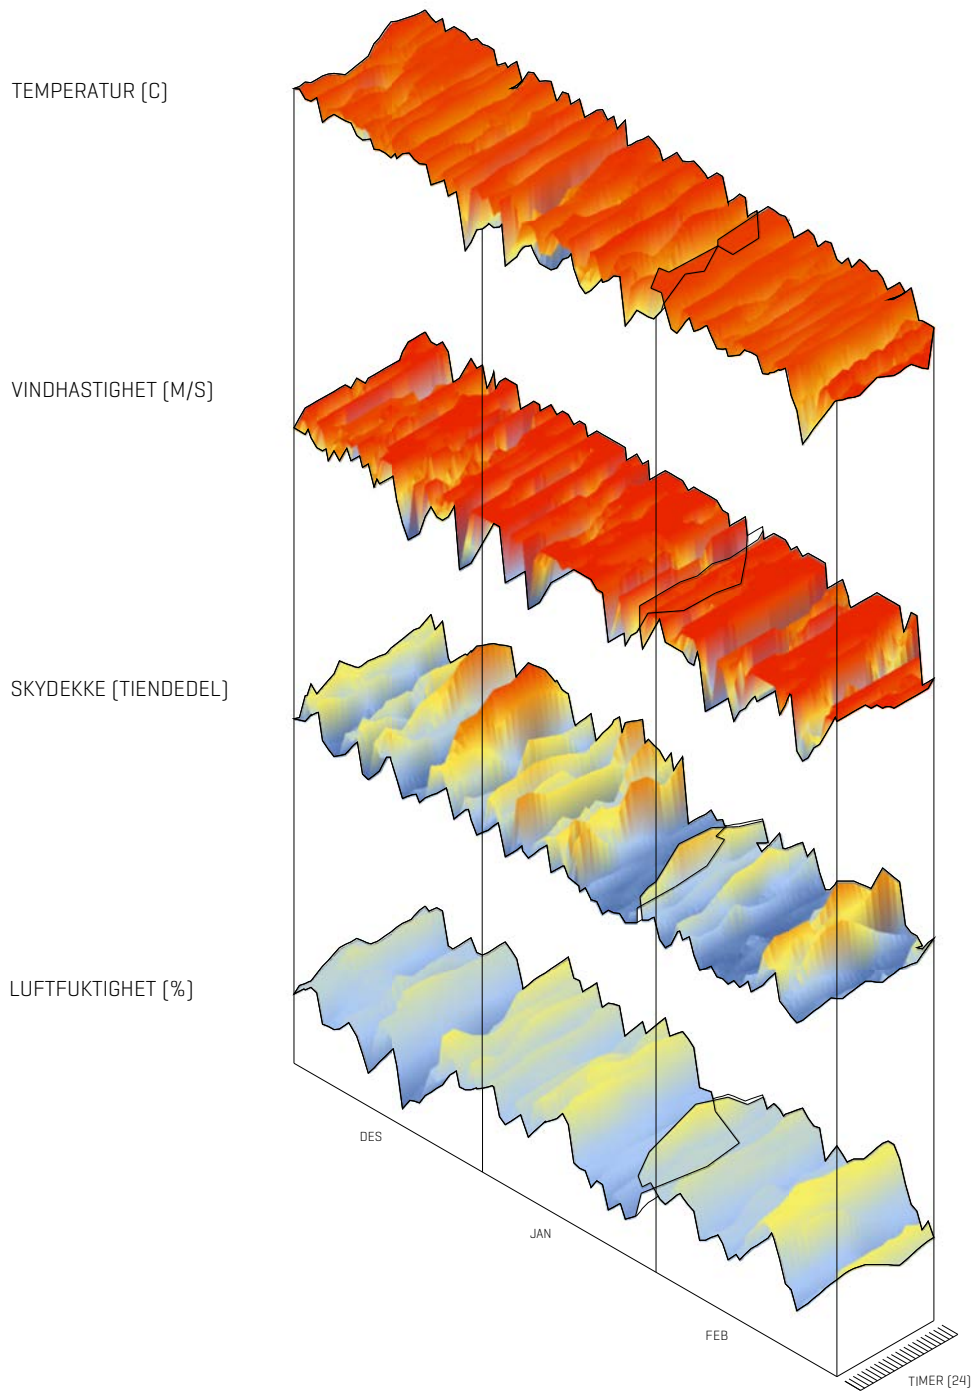 TEMPERATUR (C)
VINDHASTIGHET (M/S)
SKYDEKKE (TIENDEDEL)
LUFTFUKTIGHET (%)
DES
JAN
FEB
TIMER (24)